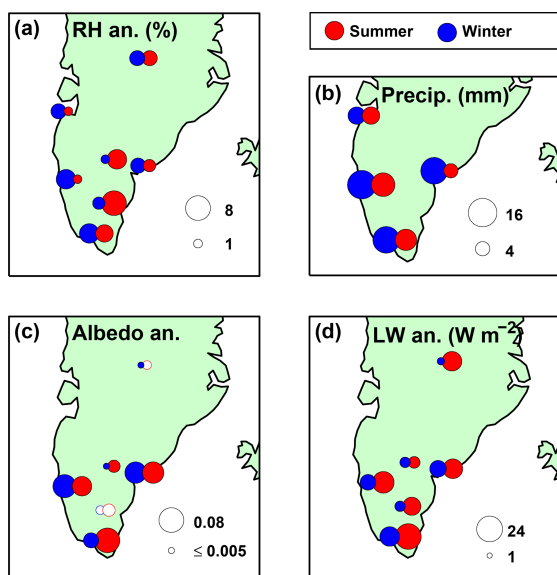 (a) RH an. (%)
8
1
Summer Winter
(b) Precip. (mm)
16
4
(c) Albedo an.
0.08
≤ 0.005
(d) LW an. (W m⁻²)
24
1